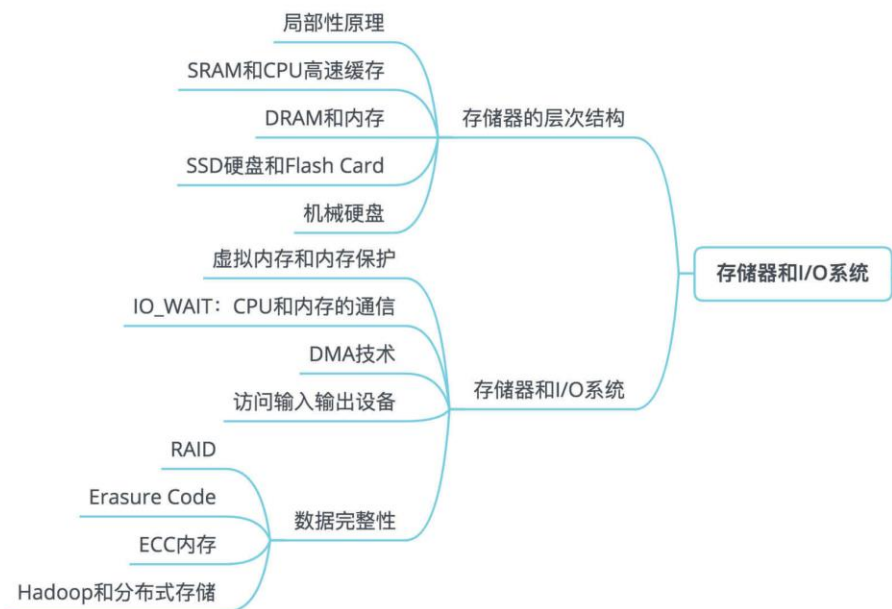 局部性原理
SRAM和CPU高速缓存
DRAM和内存
存储器的层次结构
SSD硬盘和Flash Card
机械硬盘
虚拟内存和内存保护
存储器和I/O系统
IO_WAIT：CPU和内存的通信
DMA技术
存储器和I/O系统
访问输入输出设备
RAID
Erasure Code
数据完整性
ECC内存
Hadoop和分布式存储